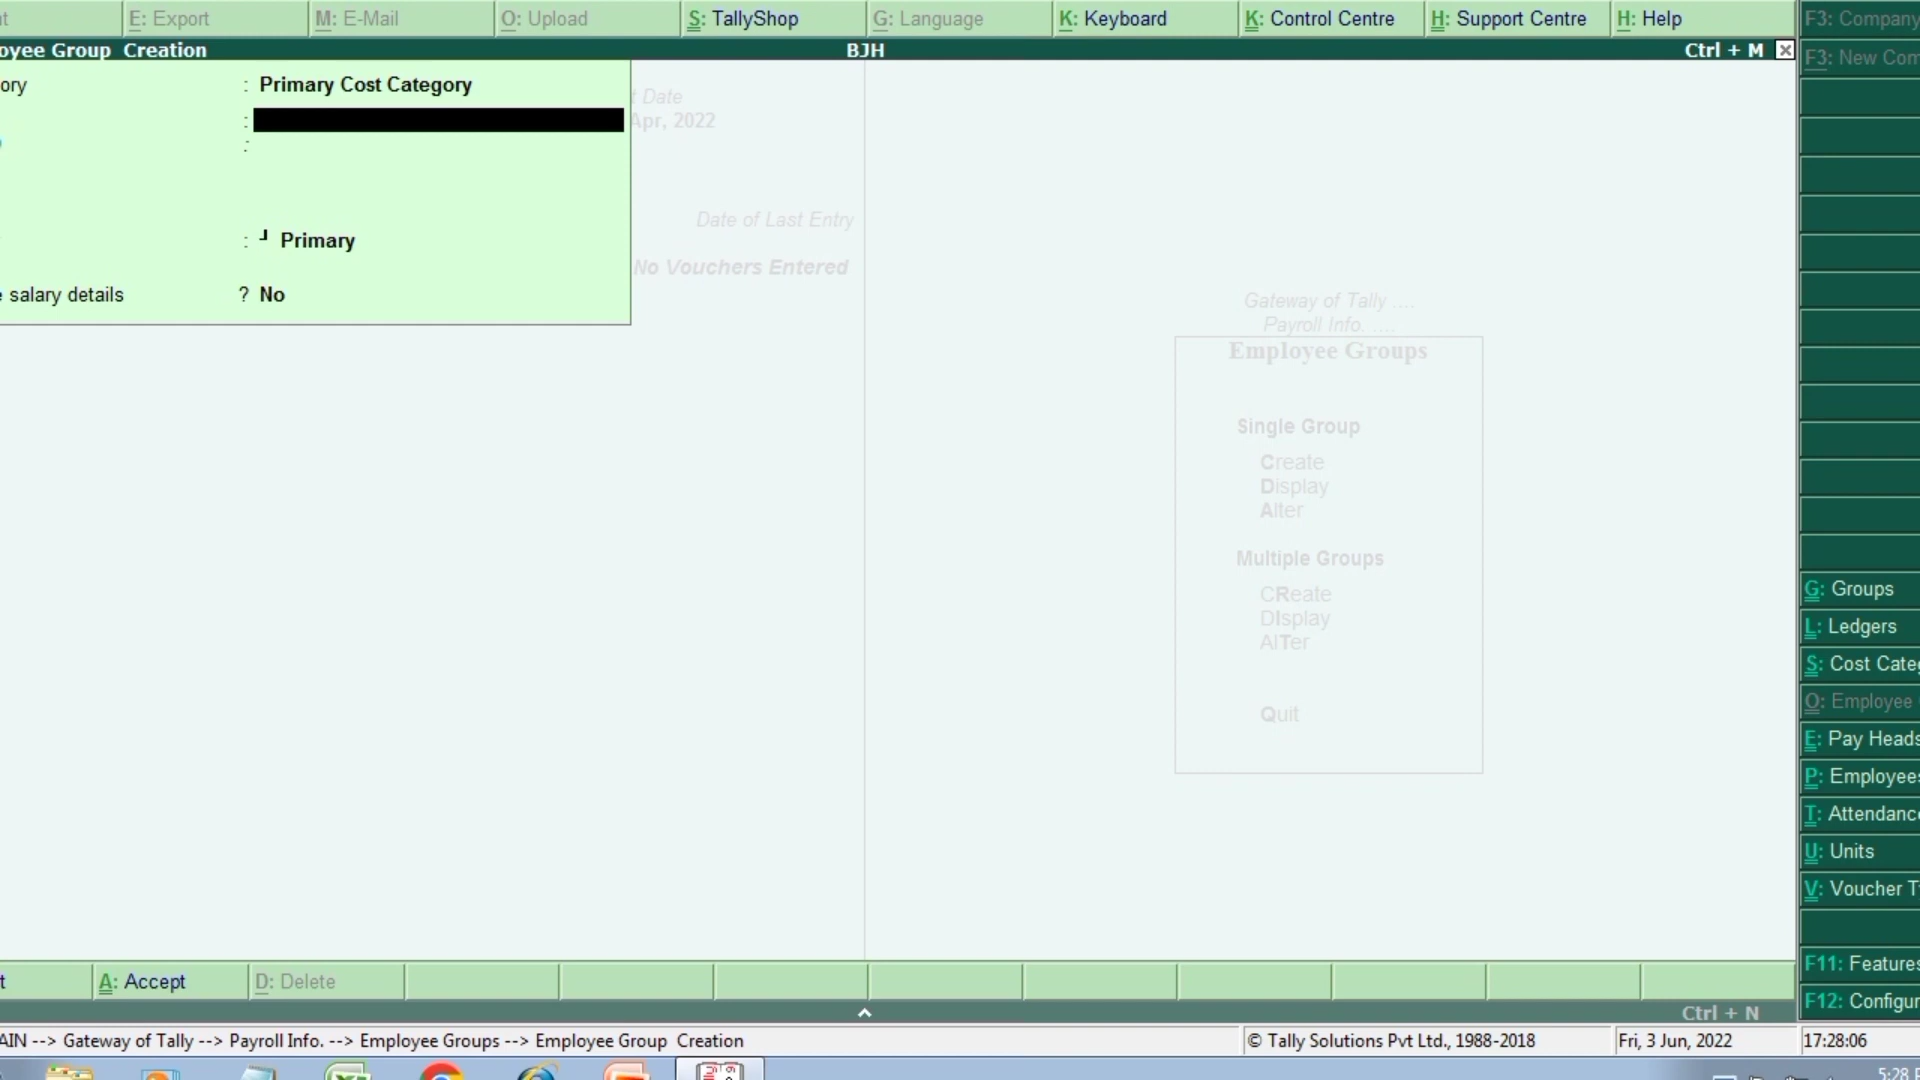 t E: Export M: E-Mail O: Upload S: TallyShop G: Language K: Keyboard K: Control Centre H: Support Centre H: Help F3: Company
oyee Group Creation BJH Ctrl + M F3: New Com
ory : Primary Cost Category
t Date
:
Apr, 2022
:
Date of Last Entry
: ┘ Primary
No Vouchers Entered
e salary details ? No
Gateway of Tally ....
Payroll Info. ....
Employee Groups
Single Group
Create
Display
Alter
Multiple Groups
CReate
DIsplay
AlTer
Quit
G: Groups
L: Ledgers
S: Cost Categ
O: Employee
E: Pay Heads
P: Employees
T: Attendance
U: Units
V: Voucher T
F11: Features
F12: Configur
t A: Accept D: Delete
Ctrl + N
AIN --> Gateway of Tally --> Payroll Info. --> Employee Groups --> Employee Group Creation © Tally Solutions Pvt Ltd., 1988-2018 Fri, 3 Jun, 2022 17:28:06
5:28 P